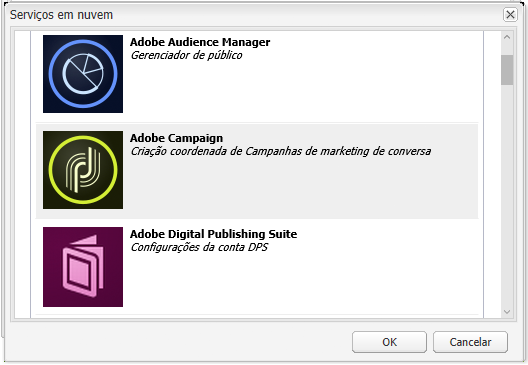 Serviços em nuvem
Adobe Audience Manager
Gerenciador de público
Adobe Campaign
Criação coordenada de Campanhas de marketing de conversa
Adobe Digital Publishing Suite
Configurações da conta DPS
OK
Cancelar